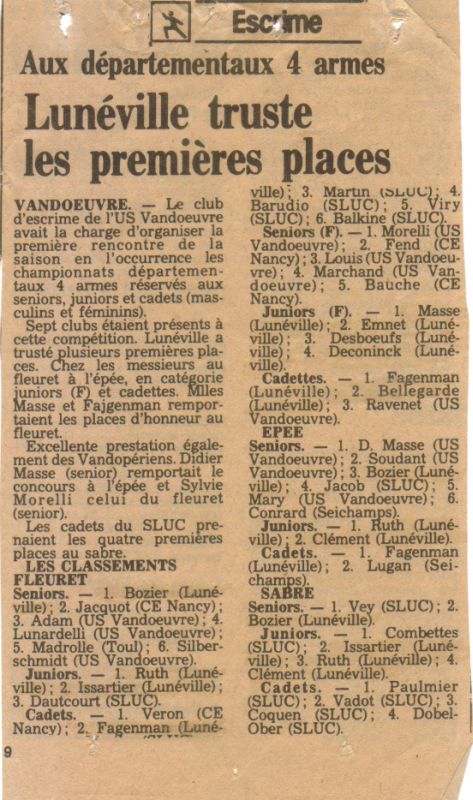 Escrime
Aux départementaux 4 armes
Lunéville truste
les premières places
VANDOEUVRE. — Le club
d'escrime de l'US Vandoeuvre
avait la charge d'organiser la
première rencontre de la
saison en l'occurrence les
championnats départemen-
taux 4 armes réservés aux
seniors, juniors et cadets (mas-
culins et féminins).
Sept clubs étaient présents à
cette compétition. Lunéville a
trusté plusieurs premières pla-
ces. Chez les messieurs au
fleuret à l'épée, en catégorie
juniors (F) et cadettes. Mlles
Masse et Fajgenman rempor-
taient les places d'honneur au
fleuret.
Excellente prestation égale-
ment des Vandopériens. Didier
Masse (senior) remportait le
concours à l'épée et Sylvie
Morelli celui du fleuret
(senior).
Les cadets du SLUC pre-
naient les quatre premières
places au sabre.
LES CLASSEMENTS
FLEURET
Seniors. — 1. Bozier (Luné-
ville) ; 2. Jacquot (CE Nancy) ;
3. Adam (US Vandoeuvre) ; 4.
Lunardelli (US Vandoeuvre) ;
5. Madrolle (Toul) ; 6. Silber-
schmidt (US Vandoeuvre).
Juniors. — 1. Ruth (Luné-
ville) ; 2. Issartier (Lunéville) ;
3. Dautcourt (SLUC).
Cadets. — 1. Veron (CE
Nancy) ; 2. Fagenman (Luné-
ville) ; 3. Martin (SLUC) ; 4.
Barudio (SLUC) ; 5. Viry
(SLUC) ; 6. Balkine (SLUC).
Seniors (F). — 1. Morelli (US
Vandoeuvre) ; 2. Fend (CE
Nancy) ; 3. Louis (US Vandoeu-
vre) ; 4. Marchand (US Van-
doeuvre) ; 5. Bauche (CE
Nancy).
Juniors (F). — 1. Masse
(Lunéville) ; 2. Emnet (Luné-
ville) ; 3. Desboeufs (Luné-
ville) ; 4. Deconinck (Luné-
ville).
Cadettes. — 1. Fagenman
(Lunéville) ; 2. Bellegarde
(Lunéville) ; 3. Ravenet (US
Vandoeuvre).
EPEE
Seniors. — 1. D. Masse (US
Vandoeuvre) ; 2. Soudant (US
Vandoeuvre) ; 3. Bozier (Luné-
ville) ; 4. Jacob (SLUC) ; 5.
Mary (US Vandoeuvre) ; 6.
Conrard (Seichamps).
Juniors. — 1. Ruth (Luné-
ville) ; 2. Clément (Lunéville).
Cadets. — 1. Fagenman
(Lunéville) ; 2. Lugan (Sei-
champs).
SABRE
Seniors. — 1. Vey (SLUC) ; 2.
Bozier (Lunéville).
Juniors. — 1. Combettes
(SLUC) ; 2. Issartier (Luné-
ville) ; 3. Ruth (Lunéville) ; 4.
Clément (Lunéville).
Cadets. — 1. Paulmier
(SLUC) ; 2. Vadot (SLUC) ; 3.
Coquen (SLUC) ; 4. Dobel-
Ober (SLUC).
9